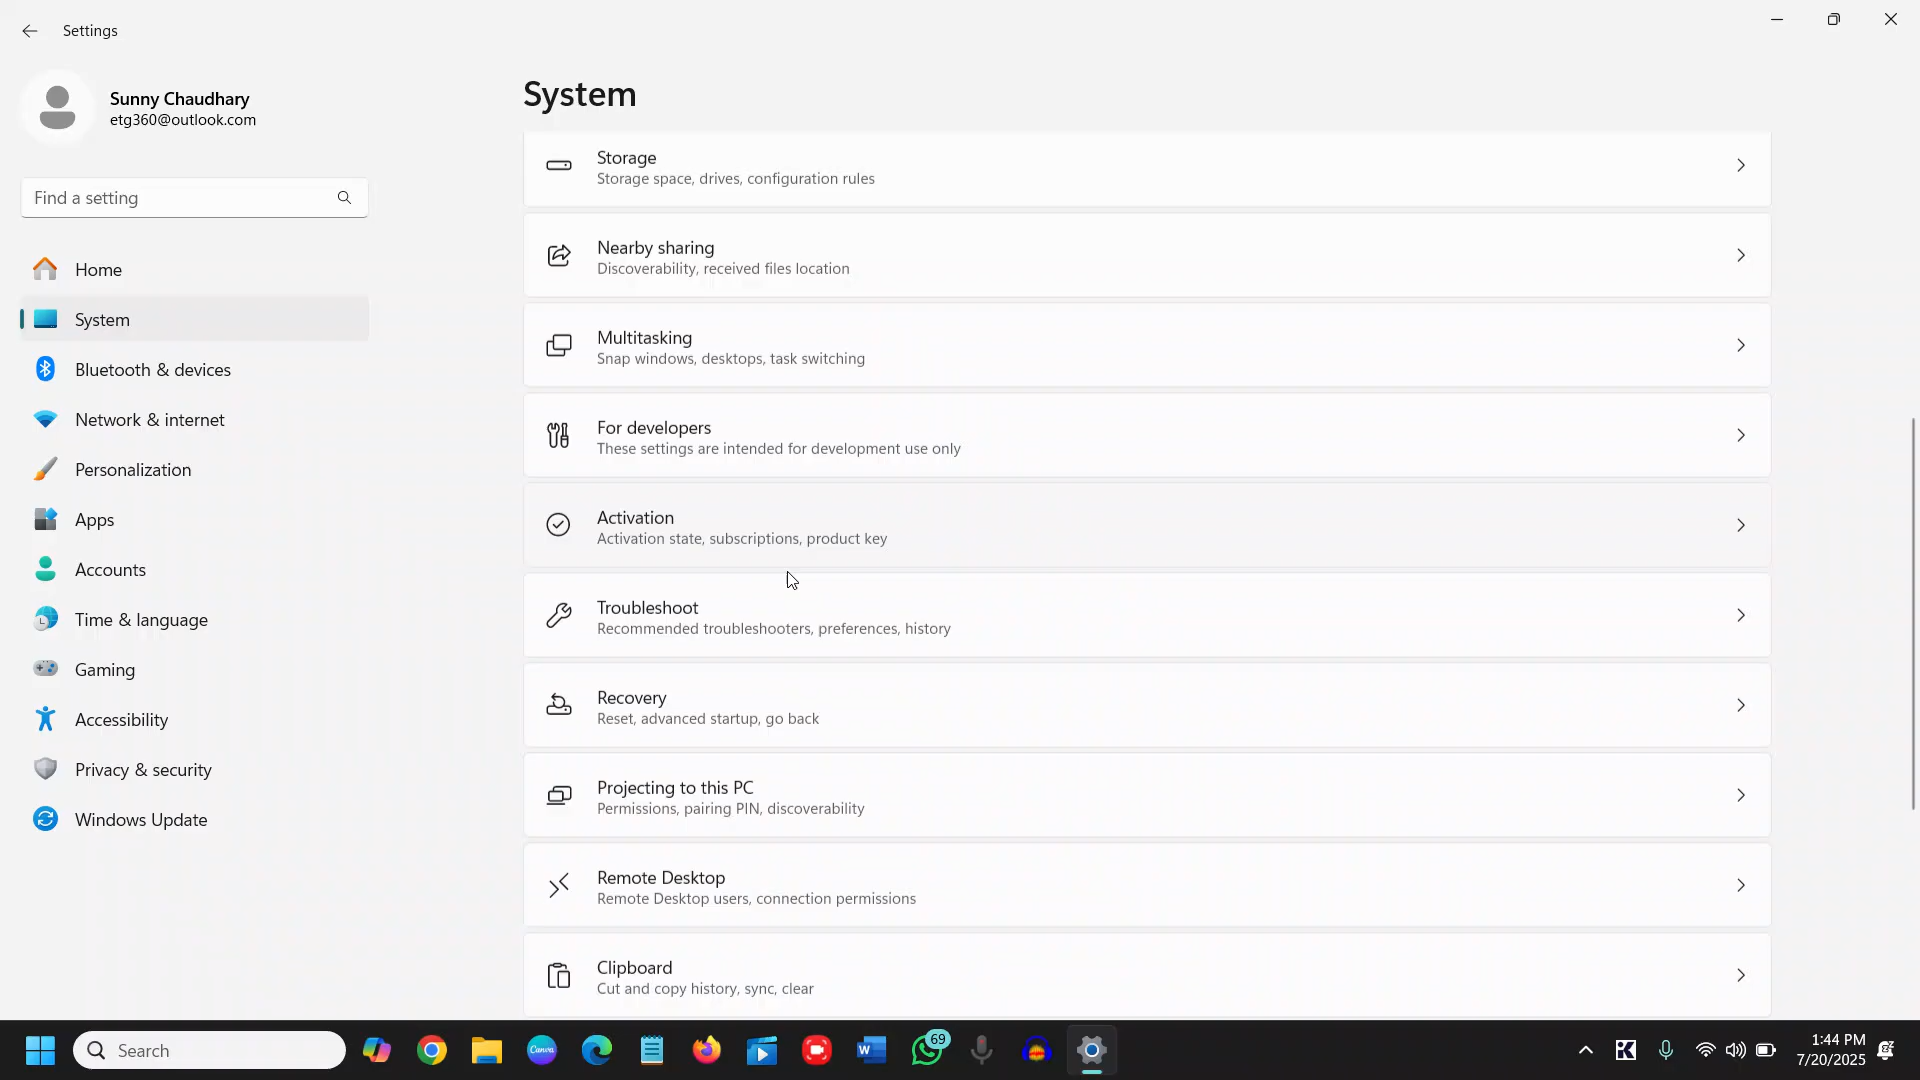 Settings
Sunny Chaudhary
etg360@outlook.com
Find a setting
Home
System
Bluetooth & devices
Network & internet
Personalization
Apps
Accounts
Time & language
Gaming
Accessibility
Privacy & security
Windows Update
System
Storage
Storage space, drives, configuration rules
Nearby sharing
Discoverability, received files location
Multitasking
Snap windows, desktops, task switching
For developers
These settings are intended for development use only
Activation
Activation state, subscriptions, product key
Troubleshoot
Recommended troubleshooters, preferences, history
Recovery
Reset, advanced startup, go back
Projecting to this PC
Permissions, pairing PIN, discoverability
Remote Desktop
Remote Desktop users, connection permissions
Clipboard
Cut and copy history, sync, clear
Search
Canva
W
69
K
1:44 PM
7/20/2025